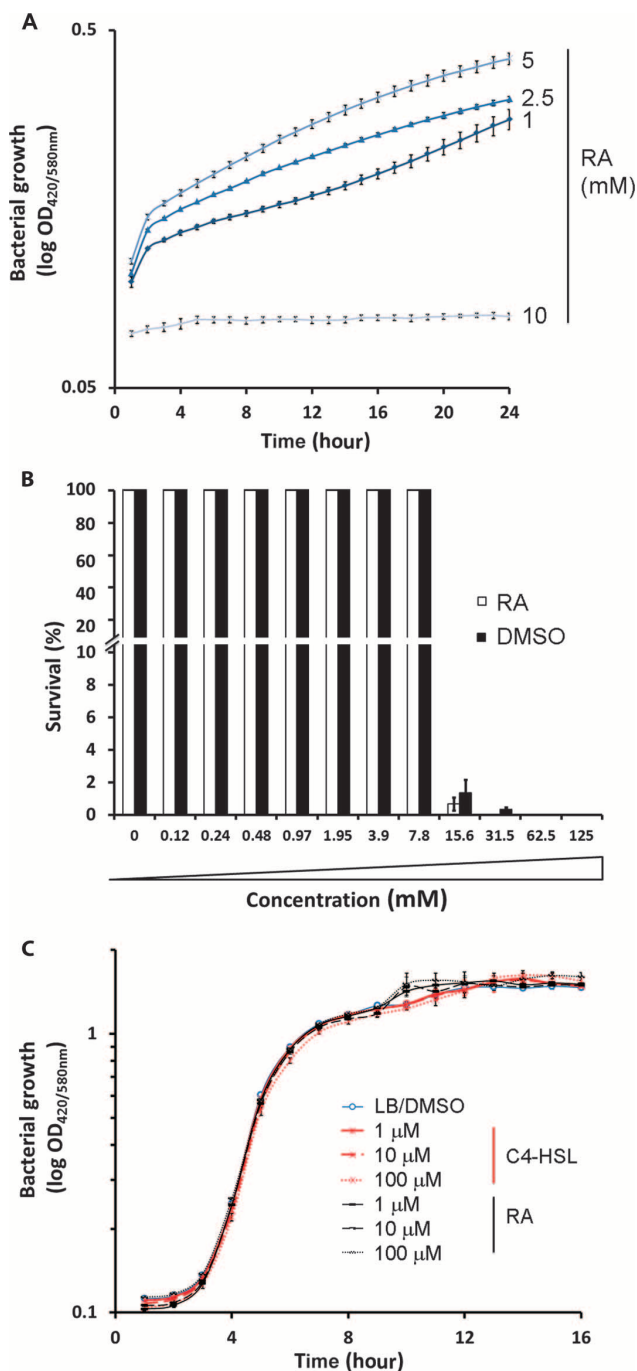 A
0.5
Bacterial growth
(log OD420/580nm)
0.05
5
2.5
1
10
RA
(mM)
0 4 8 12 16 20 24
Time (hour)
B
100
80
60
40
20
10
8
6
4
2
0
Survival (%)
RA
DMSO
0 0.12 0.24 0.48 0.97 1.95 3.9 7.8 15.6 31.5 62.5 125
Concentration (mM)
C
1
0.1
Bacterial growth
(log OD420/580nm)
LB/DMSO
1 µM
10 µM
100 µM
C4-HSL
1 µM
10 µM
100 µM
RA
0 4 8 12 16
Time (hour)